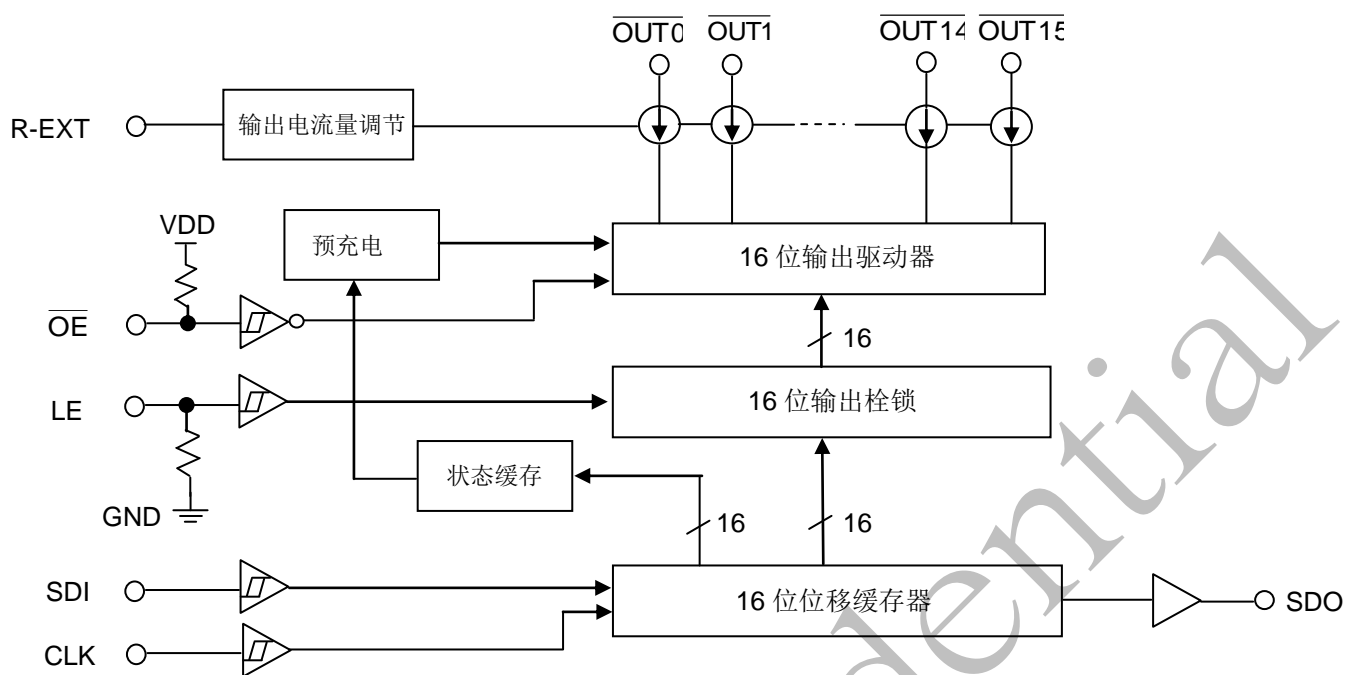 OUT0 OUT1 OUT14 OUT15
R-EXT
输出电流量调节
VDD
预充电
16 位输出驱动器
OE
16
LE
16 位输出栓锁
状态缓存
GND
16
16
SDI
16 位位移缓存器
SDO
CLK
dential